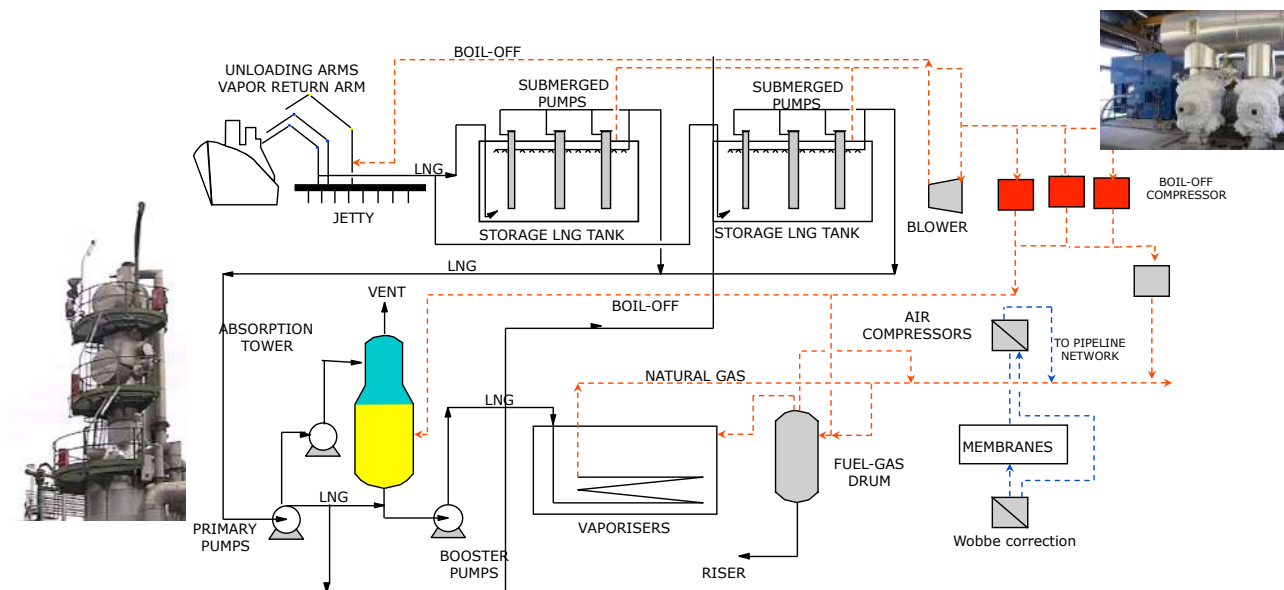 BOIL-OFF
UNLOADING ARMS
VAPOR RETURN ARM
SUBMERGED
PUMPS
SUBMERGED
PUMPS
LNG
JETTY
STORAGE LNG TANK
STORAGE LNG TANK
BLOWER
BOIL-OFF
COMPRESSOR
LNG
VENT
BOIL-OFF
ABSORPTION
TOWER
AIR
COMPRESSORS
TO PIPELINE
NETWORK
NATURAL GAS
LNG
MEMBRANES
FUEL-GAS
DRUM
LNG
PRIMARY
PUMPS
VAPORISERS
BOOSTER
PUMPS
Wobbe correction
RISER